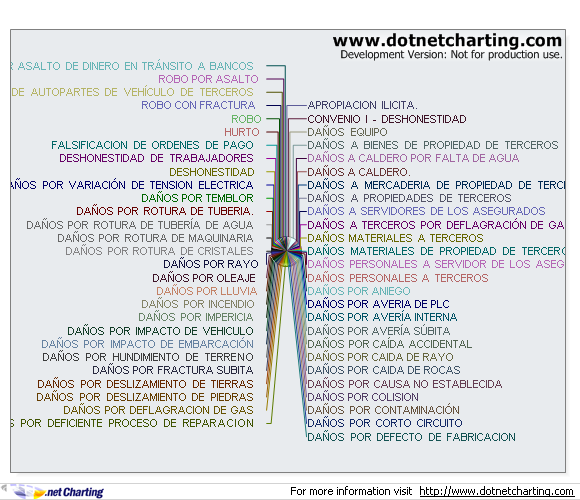 www.dotnetcharting.com
Development Version: Not for production use.
ASALTO DE DINERO EN TRÁNSITO A BANCOS
ROBO POR ASALTO
DE AUTOPARTES DE VEHÍCULO DE TERCEROS
ROBO CON FRACTURA
ROBO
HURTO
FALSIFICACION DE ORDENES DE PAGO
DESHONESTIDAD DE TRABAJADORES
DESHONESTIDAD
DAÑOS POR VARIACIÓN DE TENSION ELECTRICA
DAÑOS POR TEMBLOR
DAÑOS POR ROTURA DE TUBERIA.
DAÑOS POR ROTURA DE TUBERÍA DE AGUA
DAÑOS POR ROTURA DE MAQUINARIA
DAÑOS POR ROTURA DE CRISTALES
DAÑOS POR RAYO
DAÑOS POR OLEAJE
DAÑOS POR LLUVIA
DAÑOS POR INCENDIO
DAÑOS POR IMPERICIA
DAÑOS POR IMPACTO DE VEHICULO
DAÑOS POR IMPACTO DE EMBARCACIÓN
DAÑOS POR HUNDIMIENTO DE TERRENO
DAÑOS POR FRACTURA SUBITA
DAÑOS POR DESLIZAMIENTO DE TIERRAS
DAÑOS POR DESLIZAMIENTO DE PIEDRAS
DAÑOS POR DEFLAGRACION DE GAS
POR DEFICIENTE PROCESO DE REPARACION
APROPIACION ILICITA.
CONVENIO I - DESHONESTIDAD
DAÑOS EQUIPO
DAÑOS A BIENES DE PROPIEDAD DE TERCEROS
DAÑOS A CALDERO POR FALTA DE AGUA
DAÑOS A CALDERO.
DAÑOS A MERCADERIA DE PROPIEDAD DE TERC
DAÑOS A PROPIEDADES DE TERCEROS
DAÑOS A SERVIDORES DE LOS ASEGURADOS
DAÑOS A TERCEROS POR DEFLAGRACIÓN DE GA
DAÑOS MATERIALES A TERCEROS
DAÑOS MATERIALES DE PROPIEDAD DE TERCERO
DAÑOS PERSONALES A SERVIDOR DE LOS ASEG
DAÑOS PERSONALES A TERCEROS
DAÑOS POR ANIEGO
DAÑOS POR AVERIA DE PLC
DAÑOS POR AVERÍA INTERNA
DAÑOS POR AVERÍA SÚBITA
DAÑOS POR CAÍDA ACCIDENTAL
DAÑOS POR CAIDA DE RAYO
DAÑOS POR CAIDA DE ROCAS
DAÑOS POR CAUSA NO ESTABLECIDA
DAÑOS POR COLISION
DAÑOS POR CONTAMINACIÓN
DAÑOS POR CORTO CIRCUITO
DAÑOS POR DEFECTO DE FABRICACION
.net Charting
For more information visit http://www.dotnetcharting.com